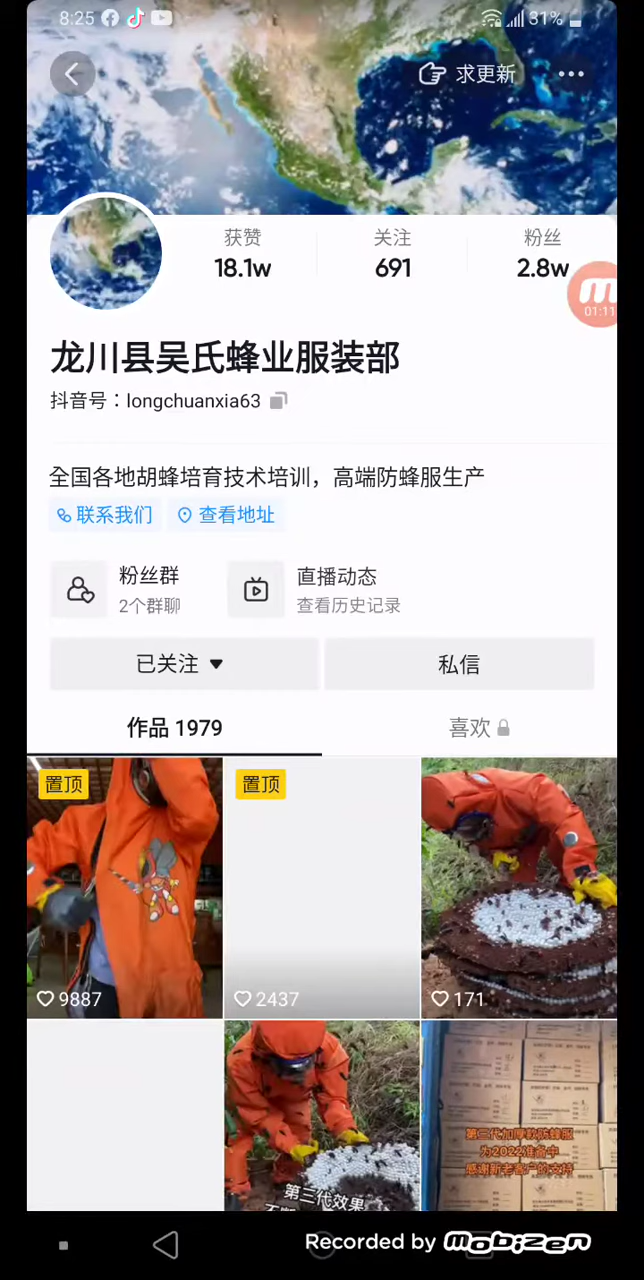 8:25
31%
求更新
获赞
关注
粉丝
18.1w
691
2.8w
01:11
龙川县吴氏蜂业服装部
抖音号：longchuanxia63
全国各地胡蜂培育技术培训，高端防蜂服生产
联系我们
查看地址
粉丝群
2个群聊
直播动态
查看历史记录
已关注
私信
作品 1979
喜欢
置顶
置顶
9887
2437
171
第三代效果
第三代加厚款防蜂服
为2022准备中
感谢新老客户的支持
Recorded by mobizen